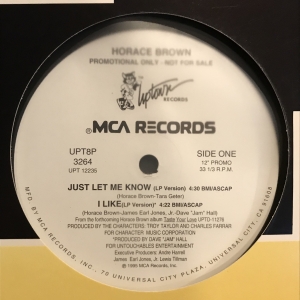 HORACE BROWN
PROMOTIONAL ONLY - NOT FOR SALE
Uptown
RECORDS
®MCA RECORDS
UPT8P
3264
UPT 12235
SIDE ONE
12" PROMO
33 1/3 R.P.M.
JUST LET ME KNOW (LP Version) 4:30 BMI/ASCAP
(Horace Brown-Tara Geter)
I LIKE (LP Version) 4:22 BMI/ASCAP
(Horace Brown-James Earl Jones, Jr.-Dave "Jam" Hall)
From the forthcoming Horace Brown album Taste Your Love UPTD-11276
PRODUCED BY THE CHARACTERS, TROY TAYLOR AND CHARLES FARRAR
FOR CHARACTER MUSIC CORPORATION
*PRODUCED BY DAVE "JAM" HALL
FOR UNTOUCHABLES ENTERTAINMENT
Executive Producers: Andre Harrell
James Earl Jones, Jr. Lewis Tillman
℗ 1995 MCA Records, Inc.
MFD. BY MCA RECORDS, INC., 70 UNIVERSAL CITY PLAZA, UNIVERSAL CITY, CA 91608